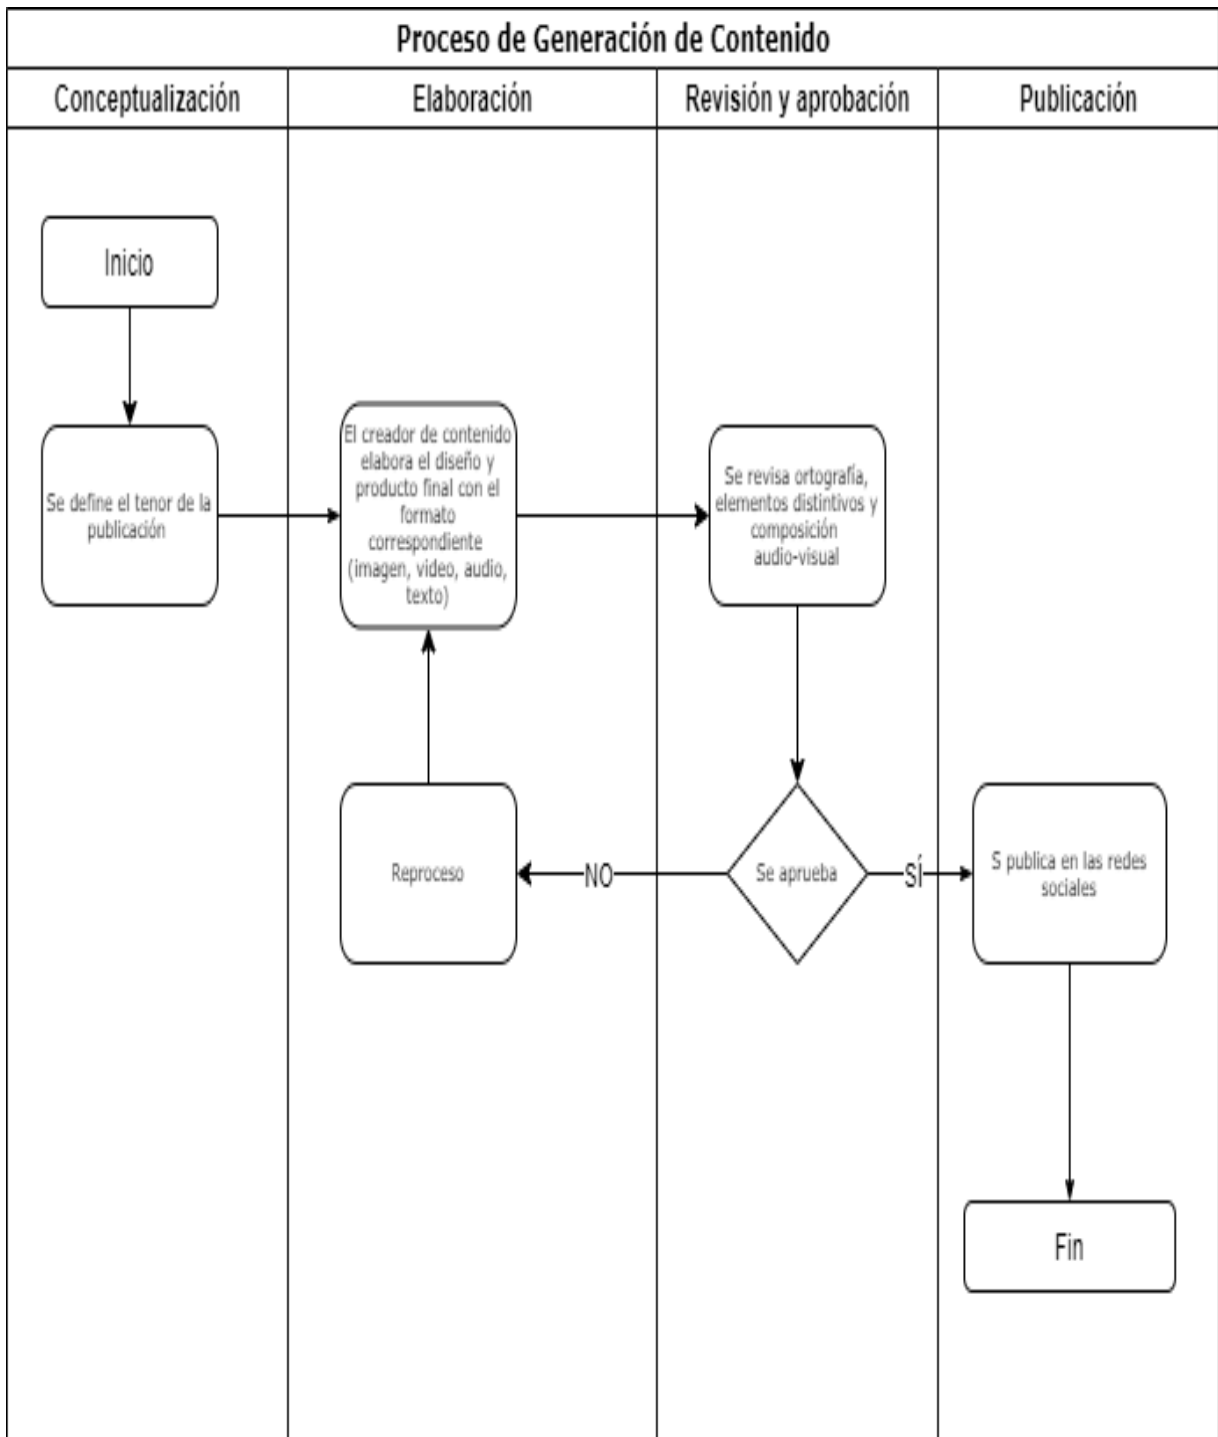 Proceso de Generación de Contenido
Conceptualización
Elaboración
Revisión y aprobación
Publicación
Inicio
Se define el tenor de la
publicación
El creador de contenido
elabora el diseño y
producto final con el
formato
correspondiente
(imagen, video, audio,
texto)
Se revisa ortografía,
elementos distintivos y
composición
audio-visual
Reproceso
NO
Se aprueba
SÍ
S publica en las redes
sociales
Fin